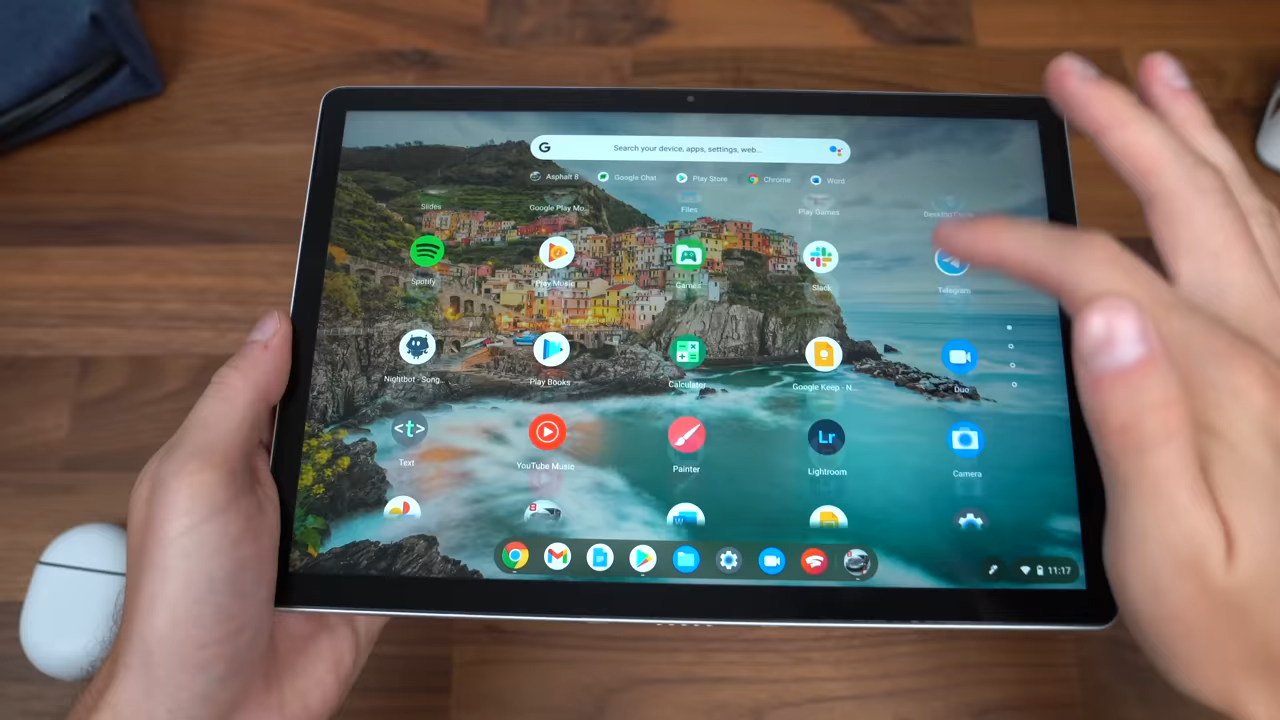 G Search your device, apps, settings, web...
Asphalt 8 Google Chat Play Store Chrome Word
Slides Google Play Mo... Files Play Games
Spotify Play Music Games Slack Telegram
Nightbot - Song... Play Books Calculator Google Keep - N... Duo
<t> Lr
Text YouTube Music Painter Lightroom Camera
11:17